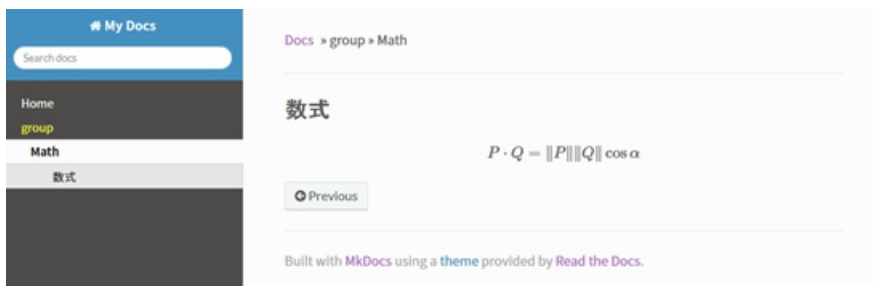 My Docs
Search docs
Home
group
Math
数式
Docs » group » Math
数式
P · Q = ‖P‖‖Q‖ cos α
Previous
Built with MkDocs using a theme provided by Read the Docs.